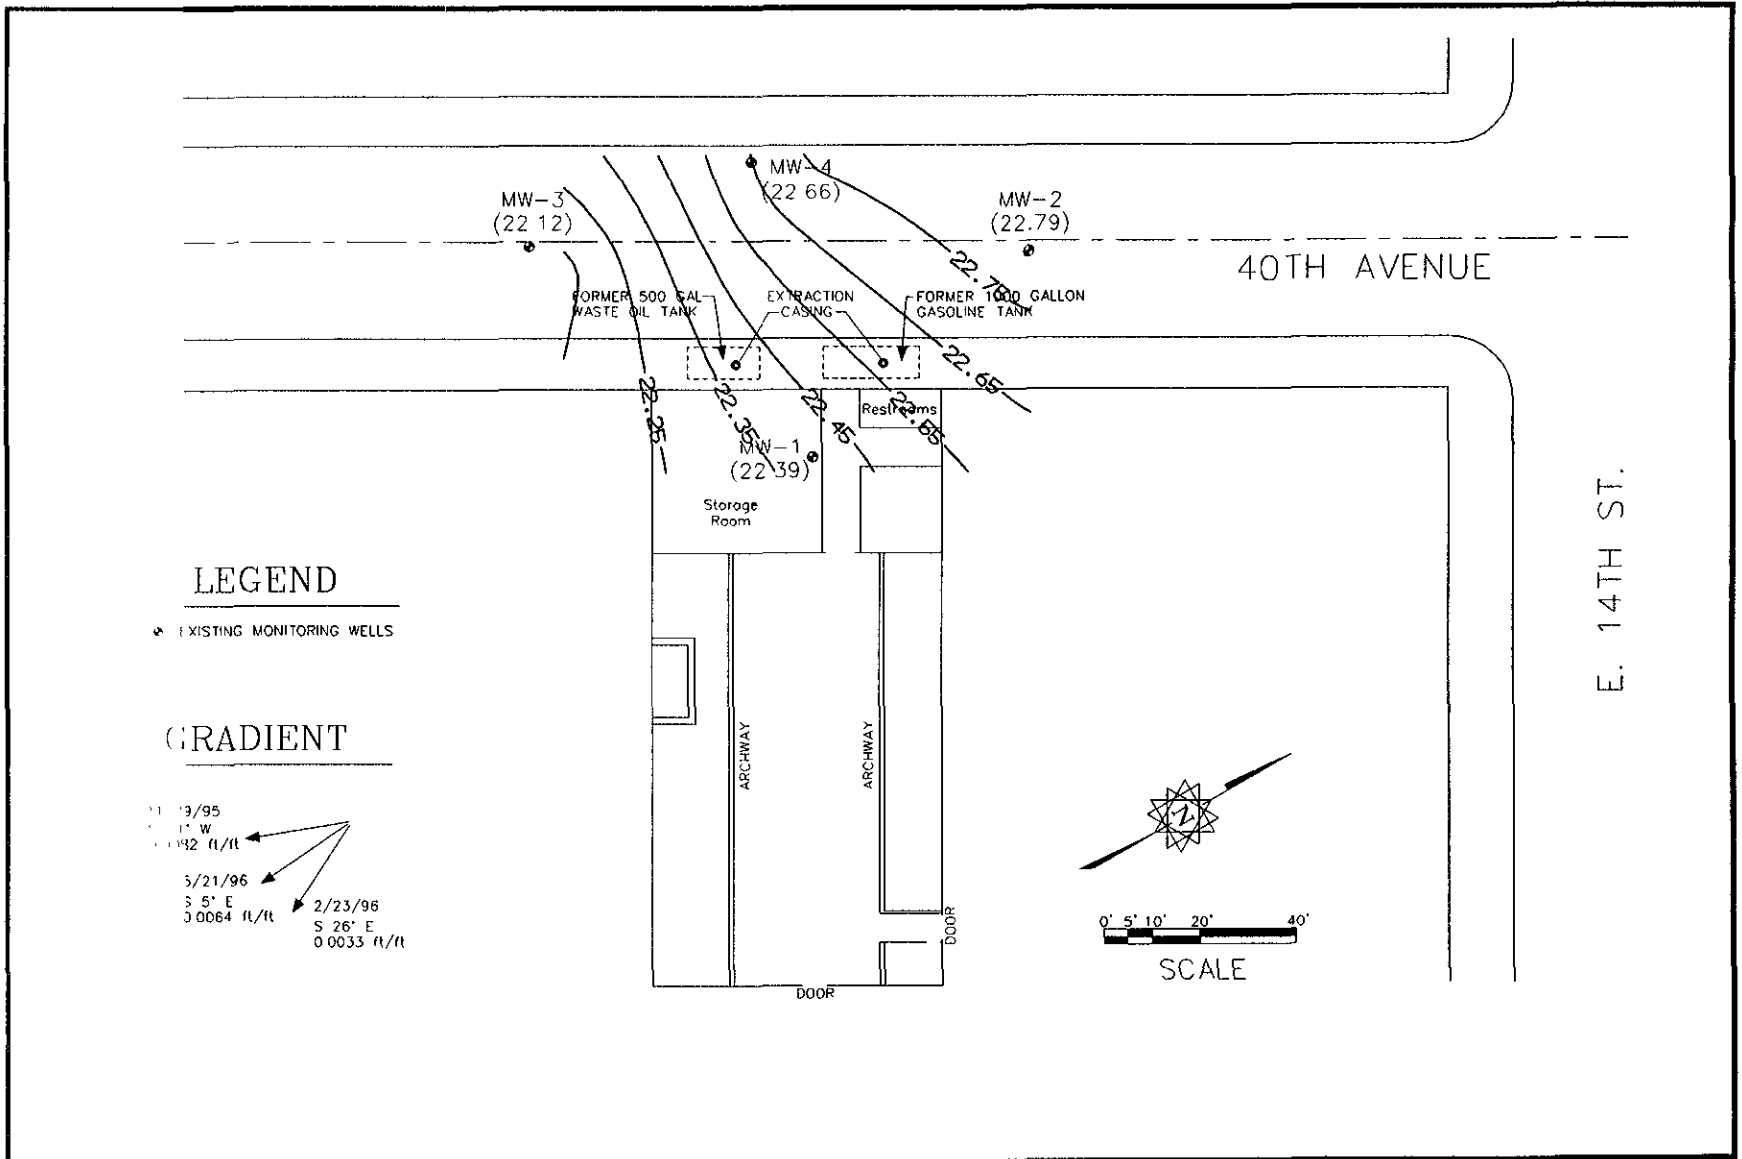 MW-4
(22 66)
MW-3
(22 12)
MW-2
(22.79)
40TH AVENUE
22.75
FORMER 500 GAL
WASTE OIL TANK
EXTRACTION
CASING
FORMER 1000 GALLON
GASOLINE TANK
22.65
22.25
22.35
22.45
22.55
Restrooms
MW-1
(22 39)
Storage
Room
E. 14TH ST.
LEGEND
EXISTING MONITORING WELLS
GRADIENT
ARCHWAY
ARCHWAY
9/95
W
ft/ft
5/21/96
S 5° E
0.0064 ft/ft
2/23/96
S 26° E
0.0033 ft/ft
N
DOOR
DOOR
0' 5' 10' 20' 40'
SCALE